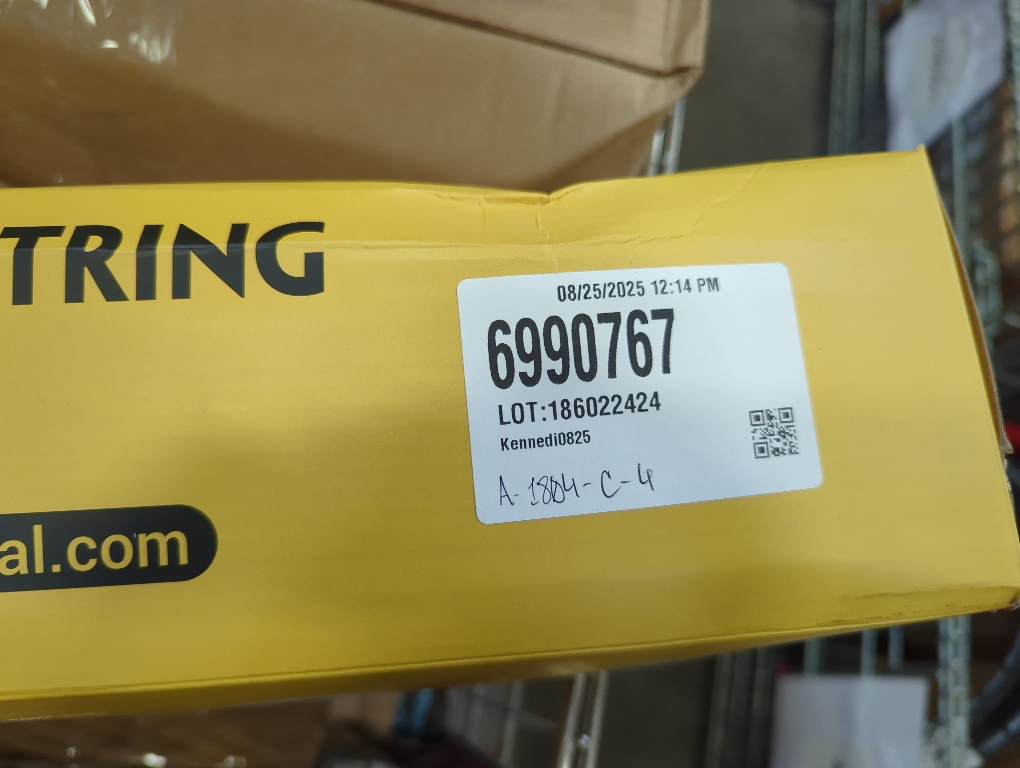 TRING
08/25/2025 12:14 PM
6990767
LOT:186022424
Kennedi0825
A-1804-C-4
al.com